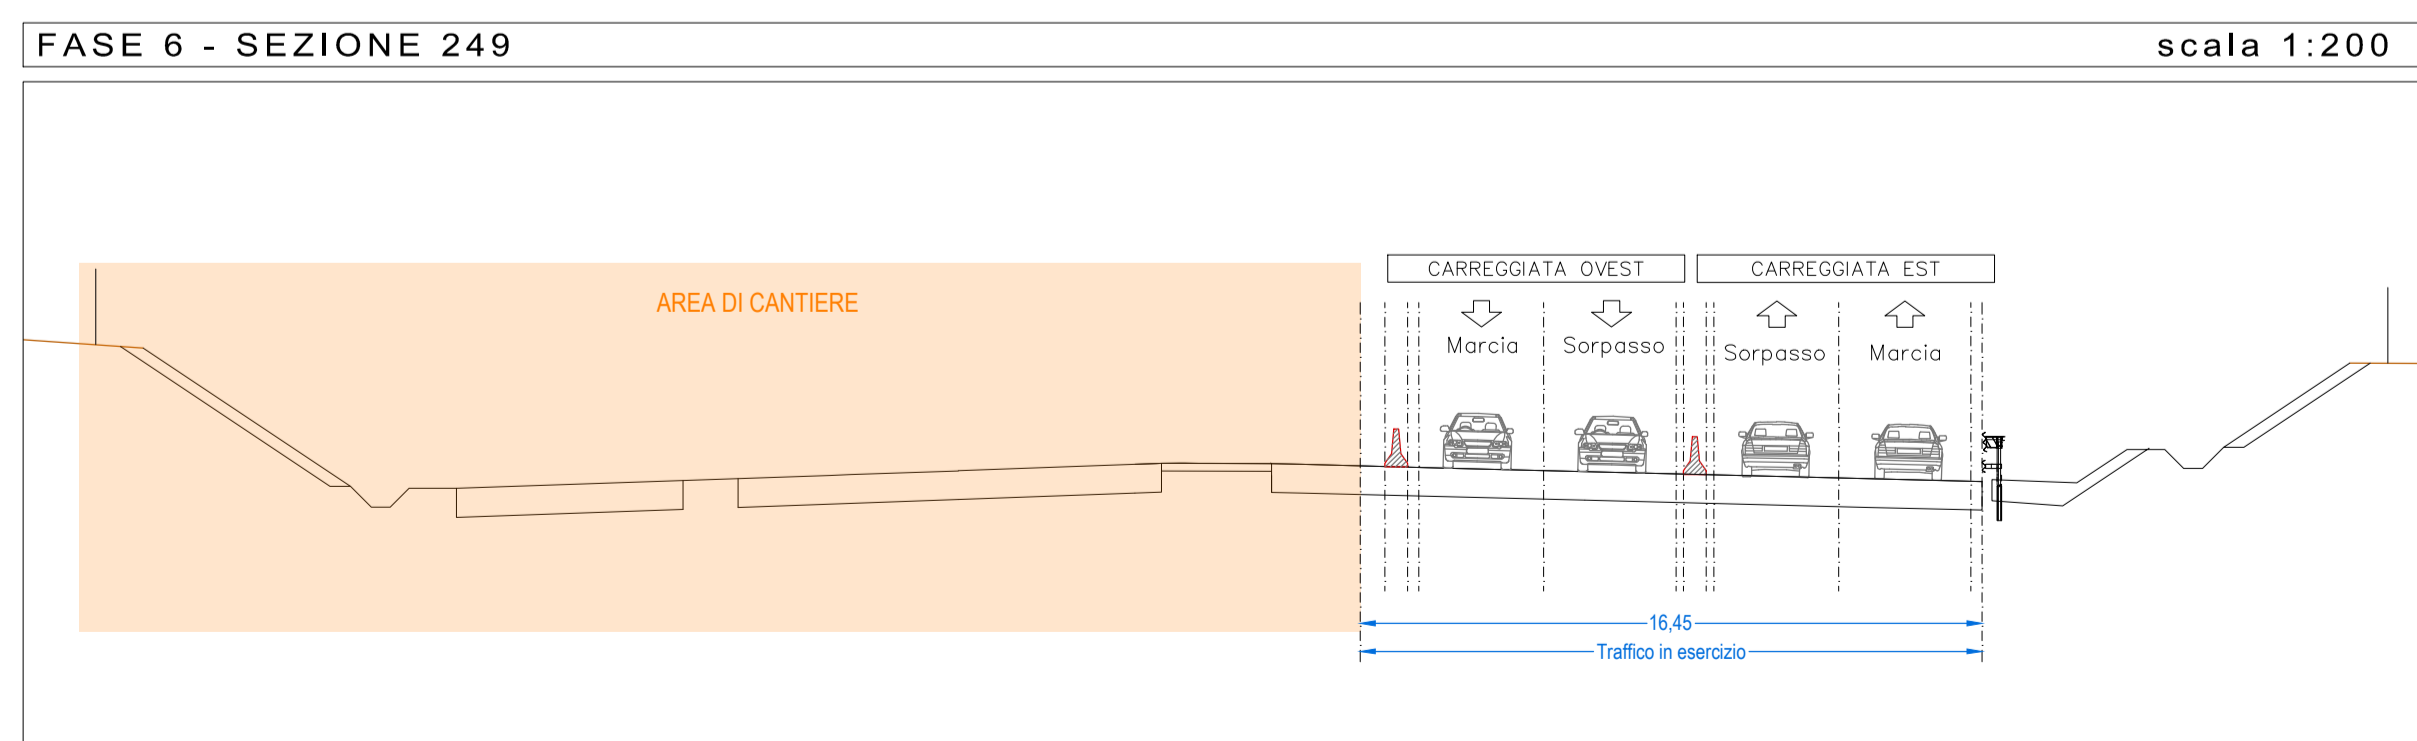 FASE 6 - SEZIONE 249 scala 1:200
CARREGGIATA OVEST CARREGGIATA EST
AREA DI CANTIERE
Marcia Sorpasso Sorpasso Marcia
16,45
Traffico in esercizio